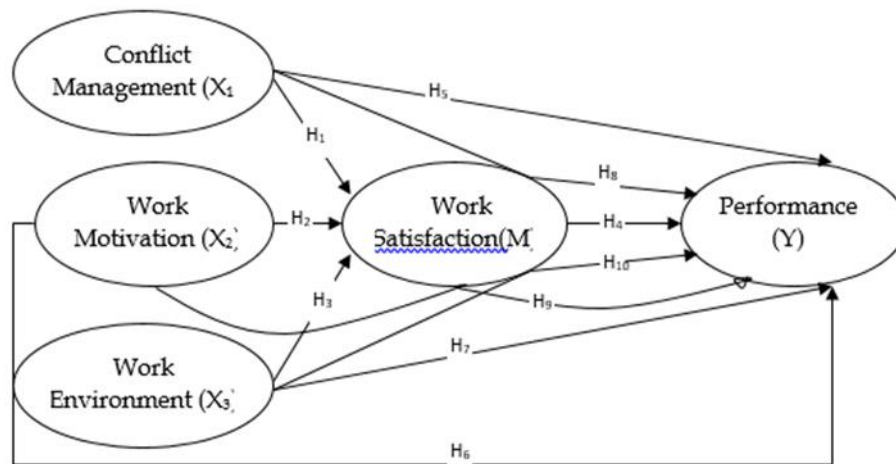 Conflict
Management (X1
H5
H1
H8
Work
Motivation (X2)
H2
Work
Satisfaction(M)
H4
Performance
(Y)
H10
H3
H9
H7
Work
Environment (X3)
H6